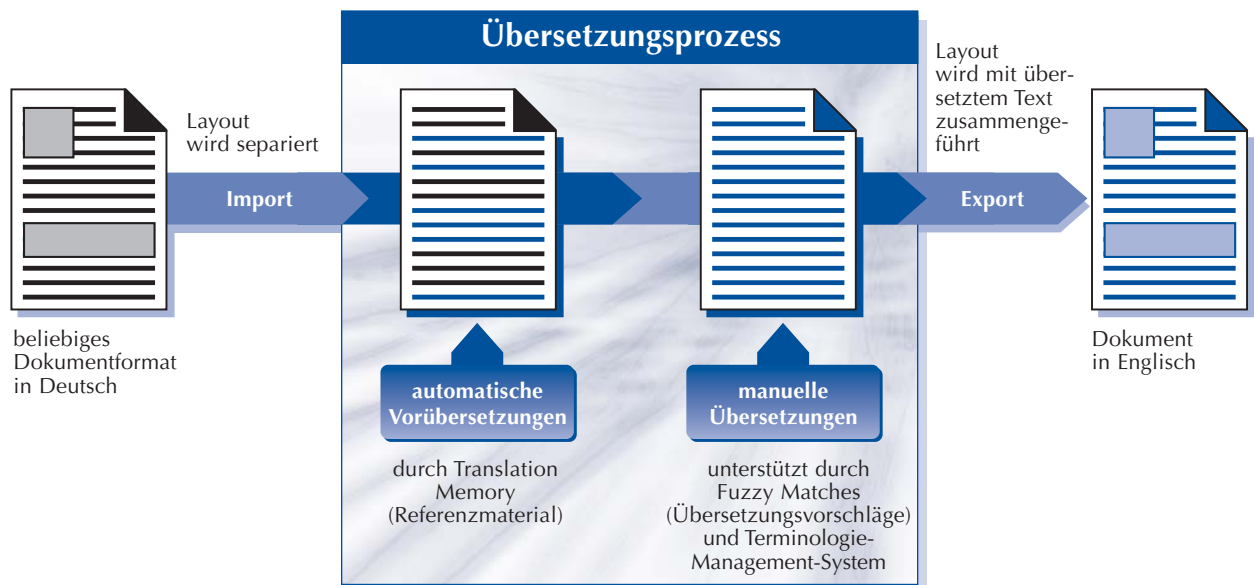 Übersetzungsprozess
beliebiges
Dokumentformat
in Deutsch
Layout
wird separiert
Import
automatische
Vorübersetzungen
durch Translation
Memory
(Referenzmaterial)
manuelle
Übersetzungen
unterstützt durch
Fuzzy Matches
(Übersetzungsvorschläge)
und Terminologie-
Management-System
Layout
wird mit über-
setztem Text
zusammenge-
führt
Export
Dokument
in Englisch